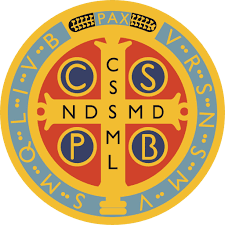 PAX
V R S N S M V
S M Q L I V B
C S
P B
C S S M L
N D S M D